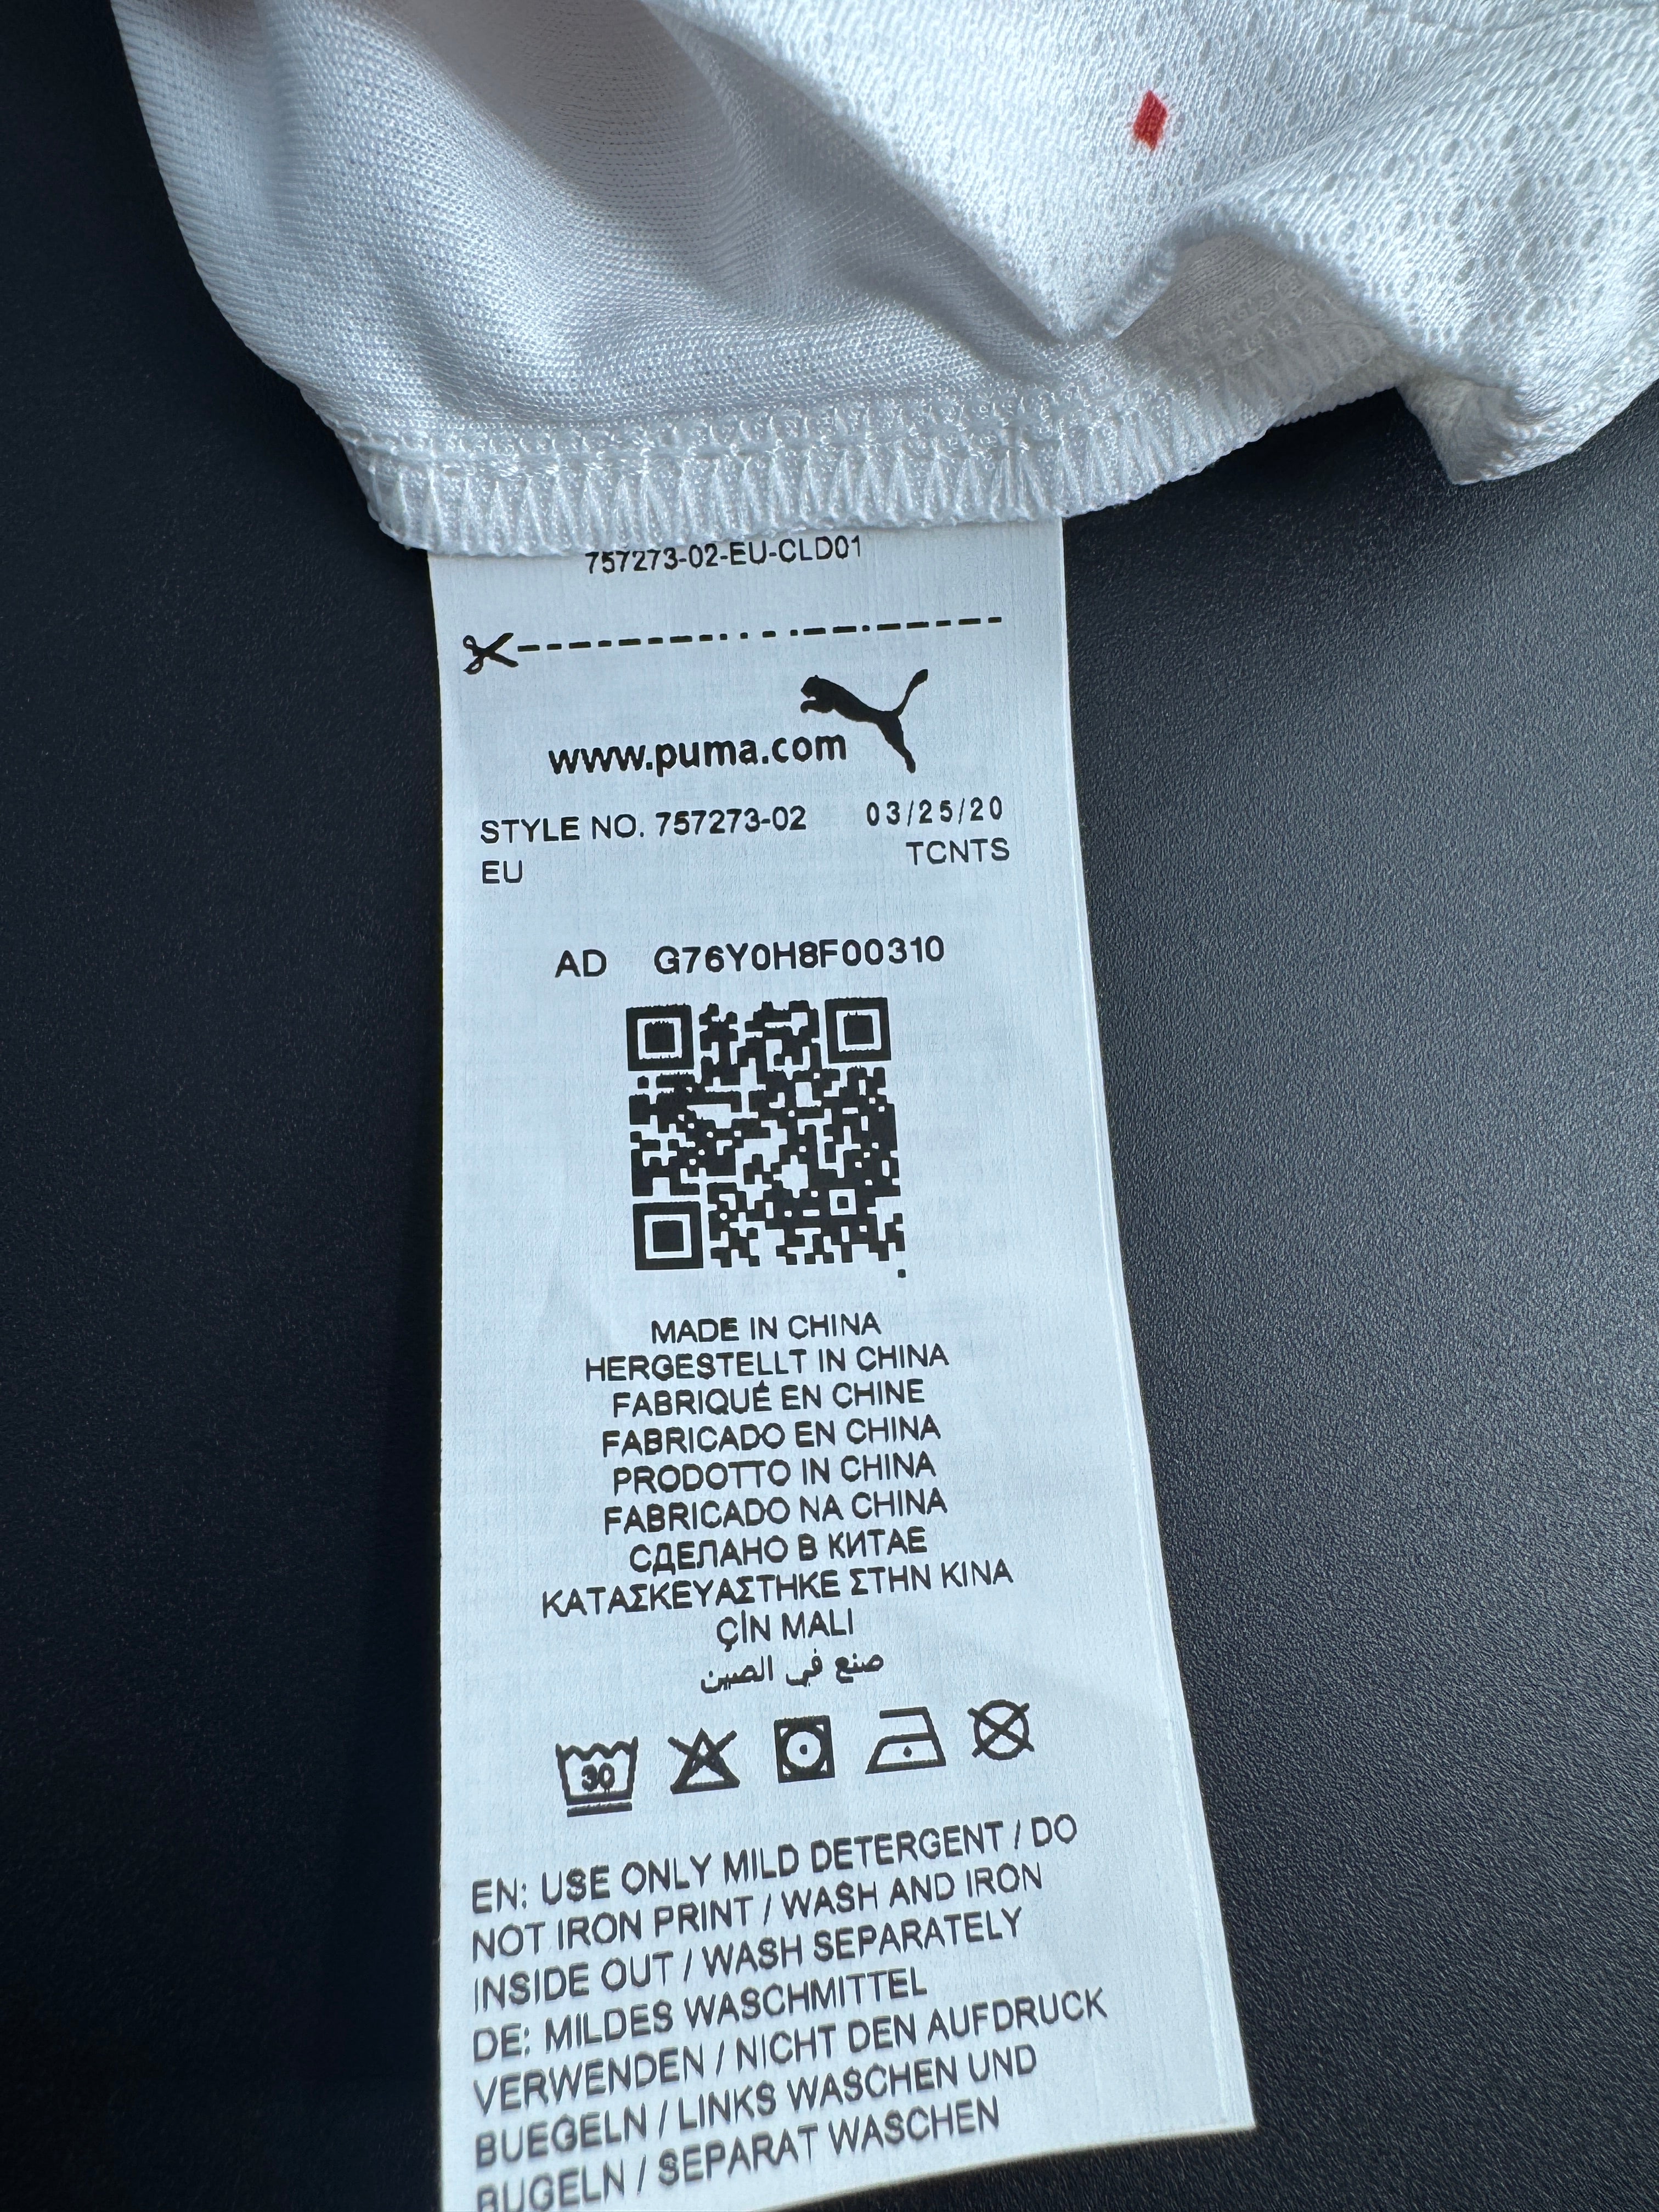 757273-02-EU-CLD01
www.puma.com
STYLE NO. 757273-02 03/25/20
EU TCNTS
AD G76Y0H8F00310
MADE IN CHINA
HERGESTELLT IN CHINA
FABRIQUÉ EN CHINE
FABRICADO EN CHINA
PRODOTTO IN CHINA
FABRICADO NA CHINA
СДЕЛАНО В КИТАЕ
ΚΑΤΑΣΚΕΥΑΣΤΗΚΕ ΣΤΗΝ ΚΙΝΑ
ÇİN MALI
صنع في الصين
30
EN: USE ONLY MILD DETERGENT / DO
NOT IRON PRINT / WASH AND IRON
INSIDE OUT / WASH SEPARATELY
DE: MILDES WASCHMITTEL
VERWENDEN / NICHT DEN AUFDRUCK
BUEGELN / LINKS WASCHEN UND
BUGELN / SEPARAT WASCHEN